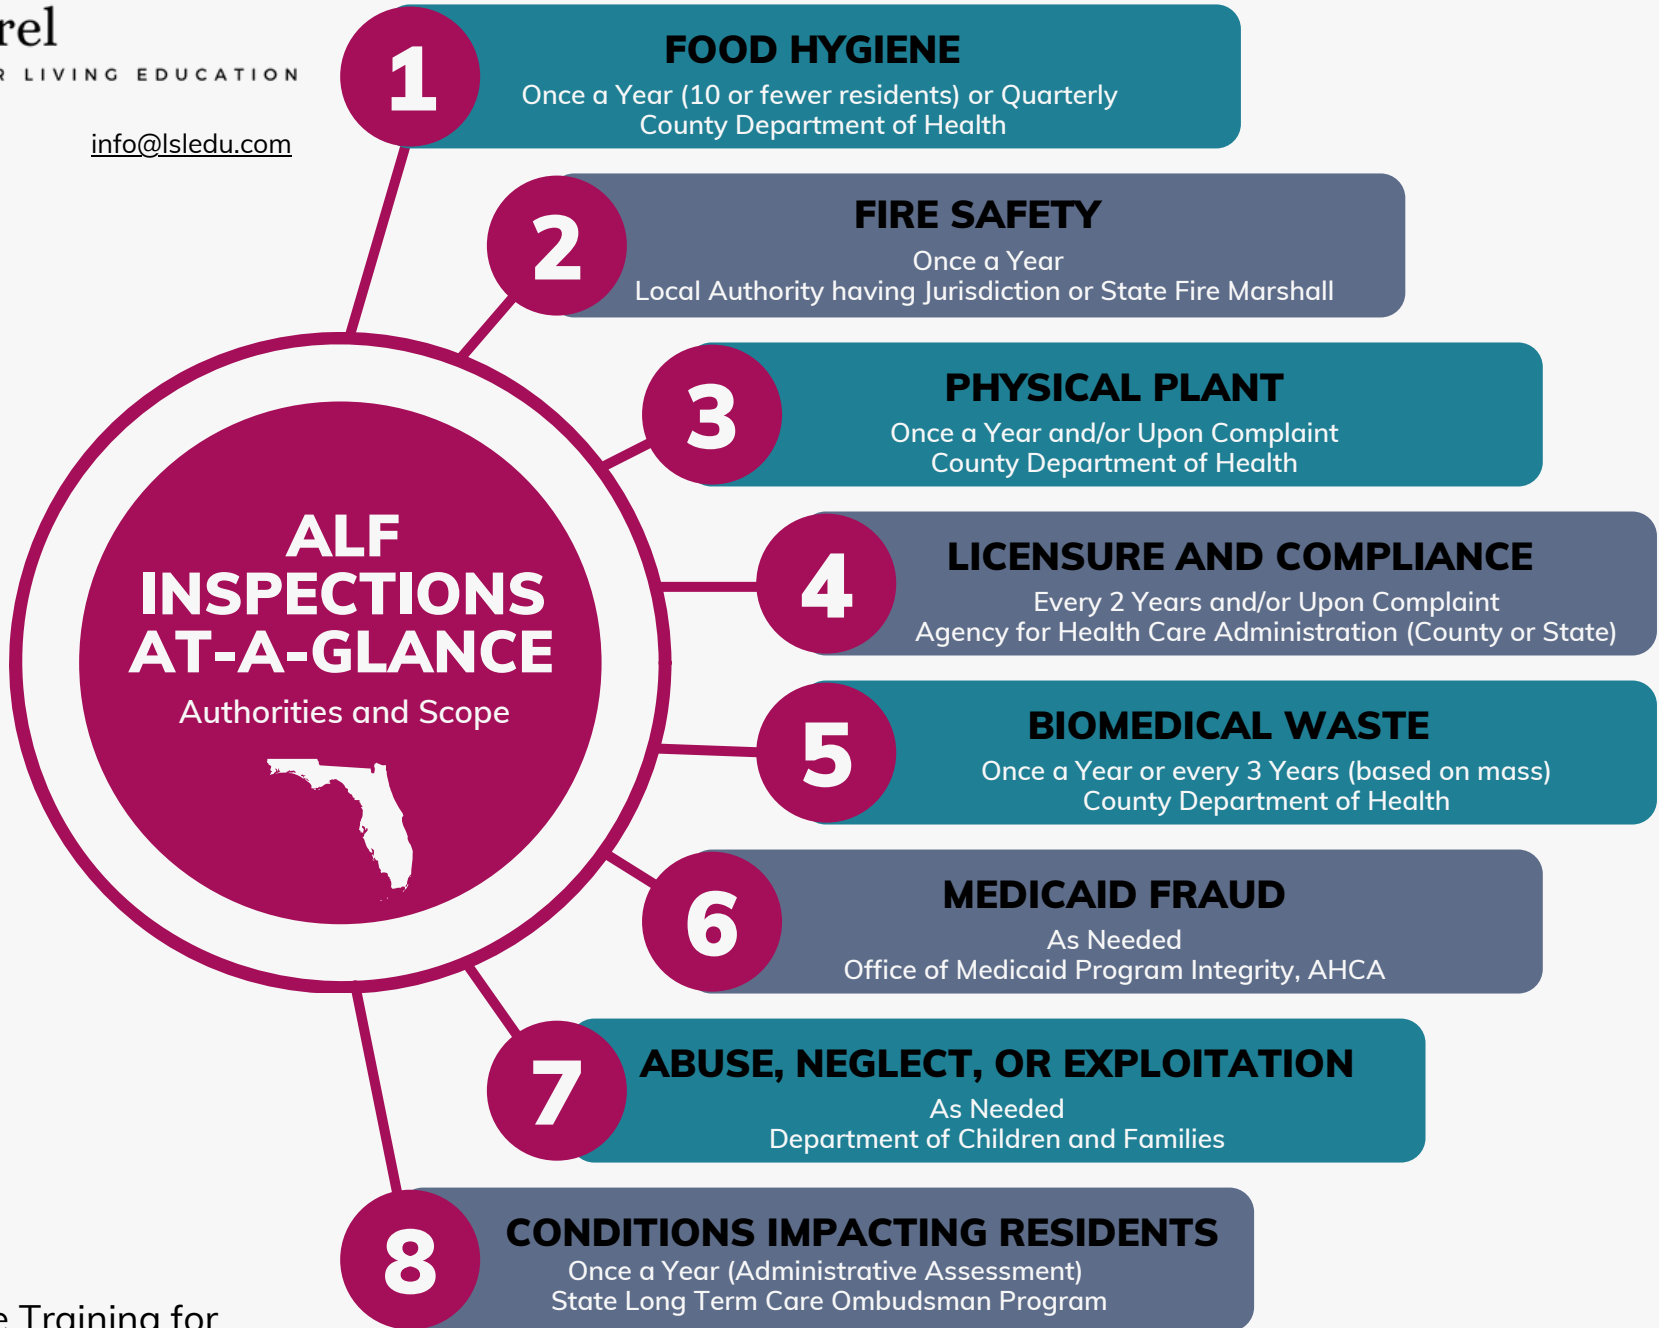 rel
R LIVING EDUCATION
info@lsledu.com
1
FOOD HYGIENE
Once a Year (10 or fewer residents) or Quarterly
County Department of Health
2
FIRE SAFETY
Once a Year
Local Authority having Jurisdiction or State Fire Marshall
3
PHYSICAL PLANT
Once a Year and/or Upon Complaint
County Department of Health
ALF
INSPECTIONS
AT-A-GLANCE
Authorities and Scope
4
LICENSURE AND COMPLIANCE
Every 2 Years and/or Upon Complaint
Agency for Health Care Administration (County or State)
5
BIOMEDICAL WASTE
Once a Year or every 3 Years (based on mass)
County Department of Health
6
MEDICAID FRAUD
As Needed
Office of Medicaid Program Integrity, AHCA
7
ABUSE, NEGLECT, OR EXPLOITATION
As Needed
Department of Children and Families
8
CONDITIONS IMPACTING RESIDENTS
Once a Year (Administrative Assessment)
State Long Term Care Ombudsman Program
e Training for